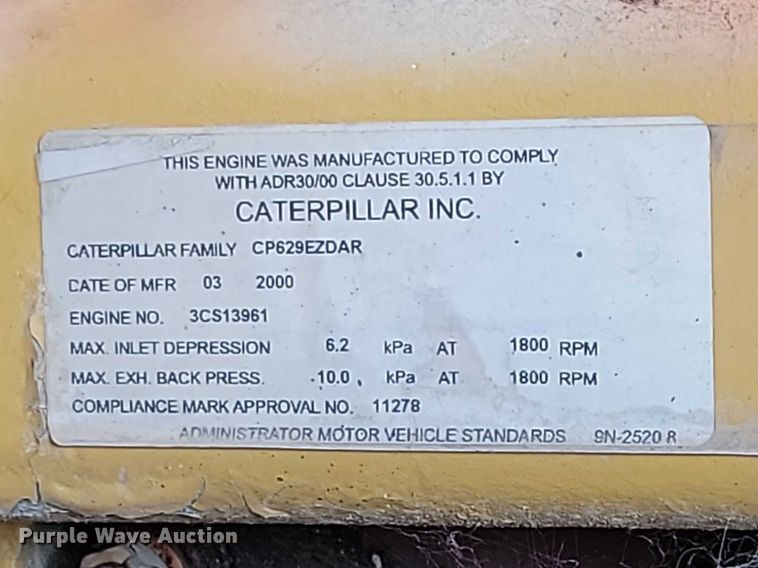 THIS ENGINE WAS MANUFACTURED TO COMPLY
WITH ADR30/00 CLAUSE 30.5.1.1 BY
CATERPILLAR INC.
CATERPILLAR FAMILY CP629EZDAR
DATE OF MFR 03 2000
ENGINE NO. 3CS13961
MAX. INLET DEPRESSION 6.2 kPa AT 1800 RPM
MAX. EXH. BACK PRESS. 10.0 kPa AT 1800 RPM
COMPLIANCE MARK APPROVAL NO. 11278
ADMINISTRATOR MOTOR VEHICLE STANDARDS 9N-2520 R
Purple Wave Auction